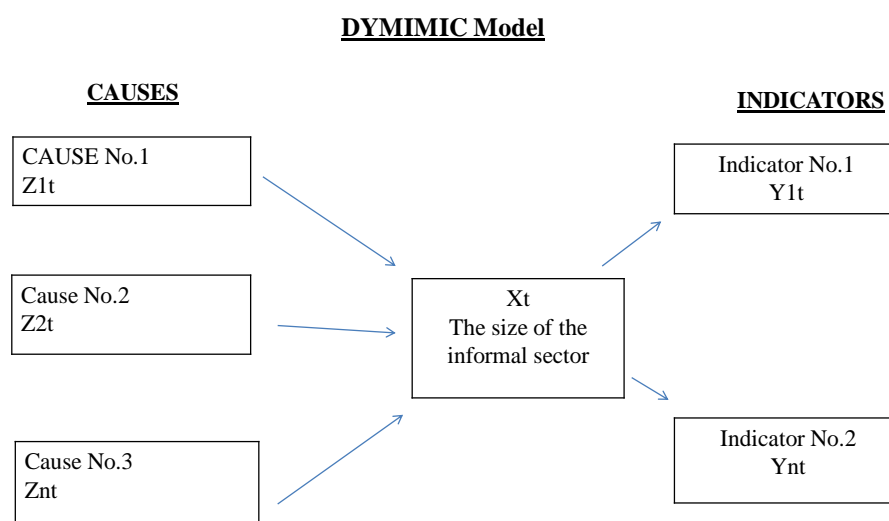 DYMIMIC Model
CAUSES
INDICATORS
CAUSE No.1
Z1t
Indicator No.1
Y1t
Cause No.2
Z2t
Xt
The size of the
informal sector
Cause No.3
Znt
Indicator No.2
Ynt